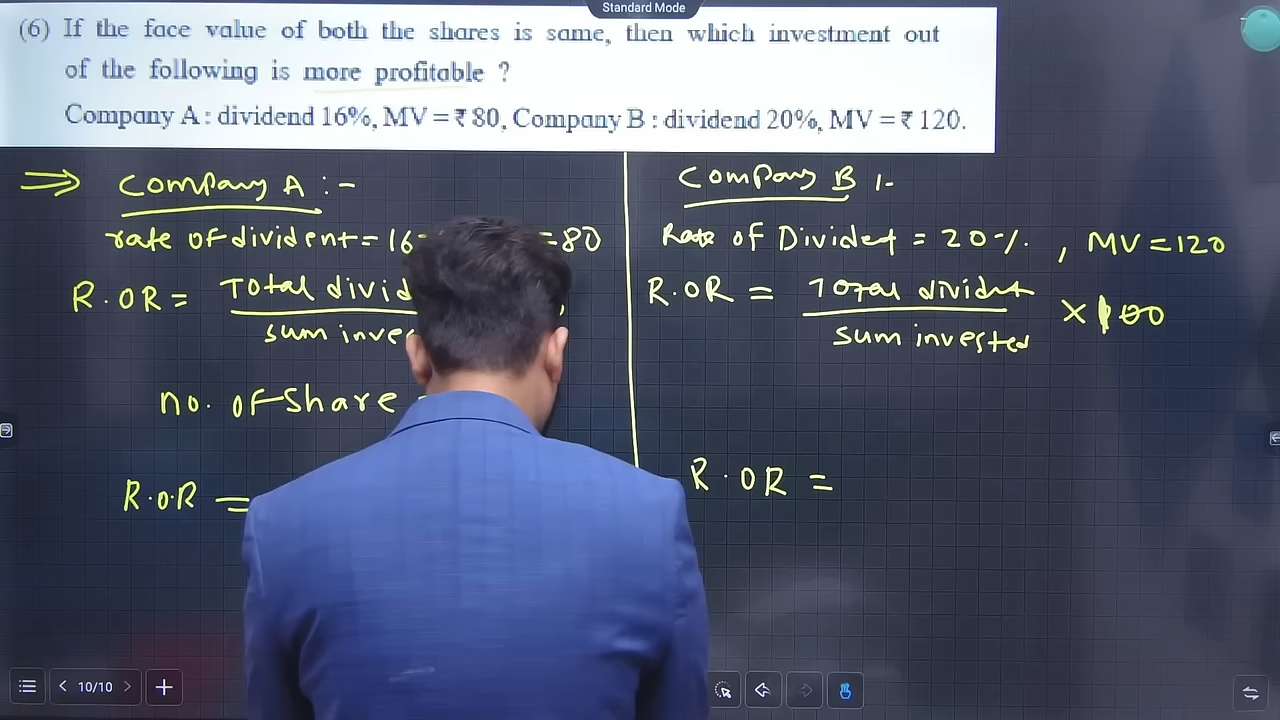 Standard Mode
(6) If the face value of both the shares is same, then which investment out
of the following is more profitable ?
Company A : dividend 16%, MV = ₹ 80, Company B : dividend 20%, MV = ₹ 120.
⇒ Company A :-
rate of divident = 16 =80
R.OR = Total divid
sum inves
no. of Share
R.O.R =
Company B :-
Rate of Divident = 20% , MV = 120
R.OR = Total divident × 100
sum invested
R.OR =
10/10